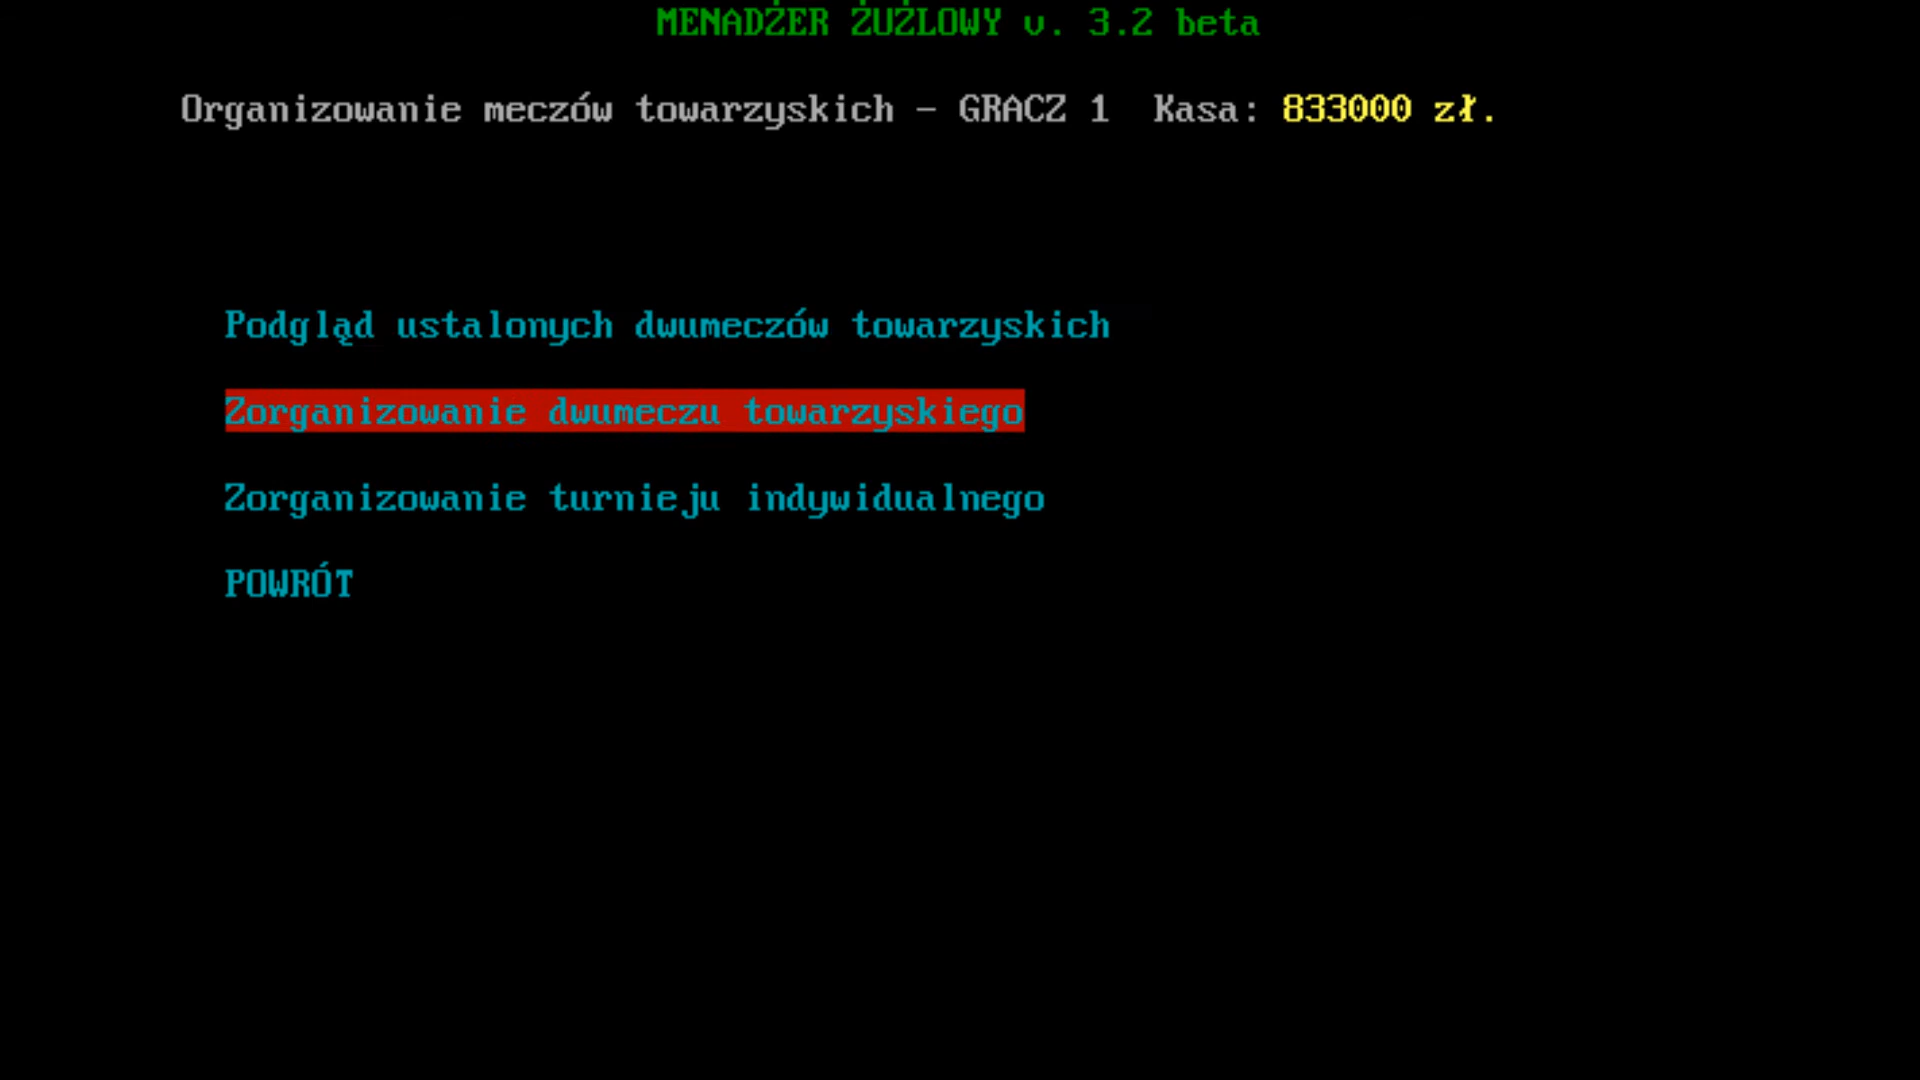 MENADŻER ŻUŻLOWY v. 3.2 beta
Organizowanie meczów towarzyskich - GRACZ 1 Kasa: 833000 zł.
Podgląd ustalonych dwumeczów towarzyskich
Zorganizowanie dwumeczu towarzyskiego
Zorganizowanie turnieju indywidualnego
POWRÓT